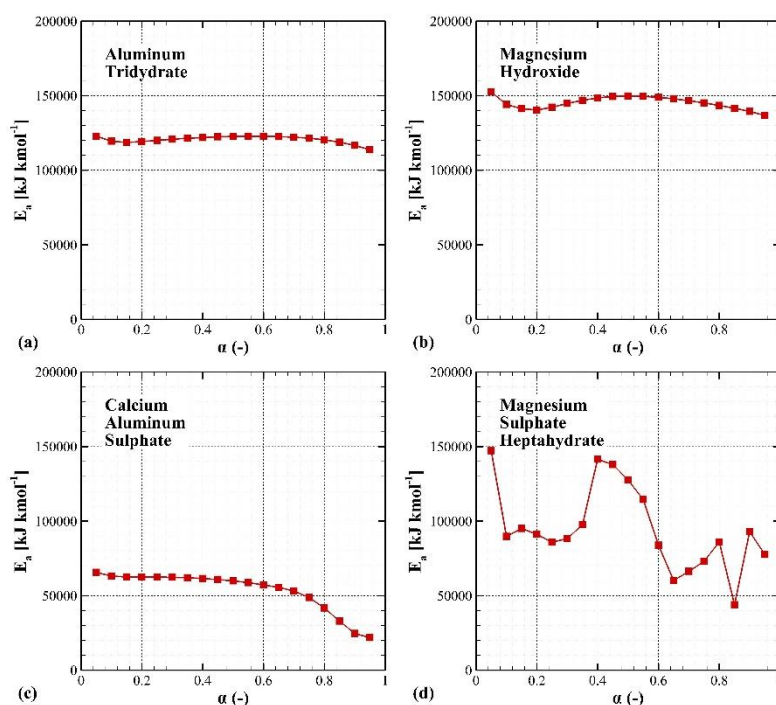 200000
150000
100000
50000
0
Eₐ [kJ kmol⁻¹]
Aluminum
Tridydrate
0 0.2 0.4 0.6 0.8 1
α (-)
(a)
200000
150000
100000
50000
0
Eₐ [kJ kmol⁻¹]
Magnesium
Hydroxide
0 0.2 0.4 0.6 0.8
α (-)
(b)
200000
150000
100000
50000
0
Eₐ [kJ kmol⁻¹]
Calcium
Aluminum
Sulphate
0 0.2 0.4 0.6 0.8 1
α (-)
(c)
200000
150000
100000
50000
0
Eₐ [kJ kmol⁻¹]
Magnesium
Sulphate
Heptahydrate
0 0.2 0.4 0.6 0.8
α (-)
(d)